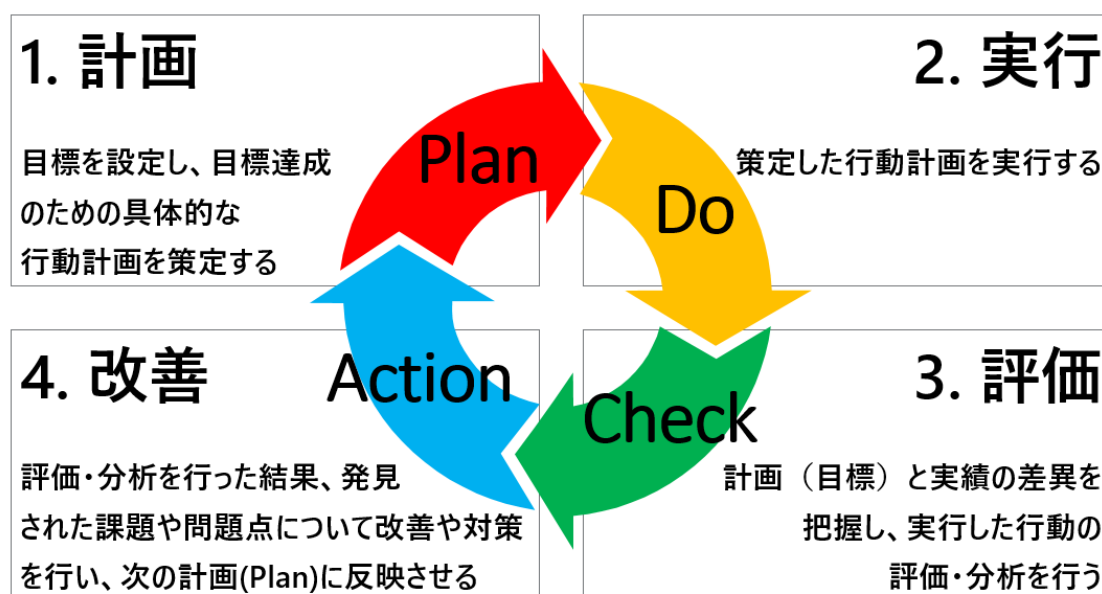 1. 計画
目標を設定し、目標達成
のための具体的な
行動計画を策定する
Plan
2. 実行
策定した行動計画を実行する
Do
3. 評価
計画（目標）と実績の差異を
把握し、実行した行動の
評価・分析を行う
Check
4. 改善
評価・分析を行った結果、発見
された課題や問題点について改善や対策
を行い、次の計画(Plan)に反映させる
Action